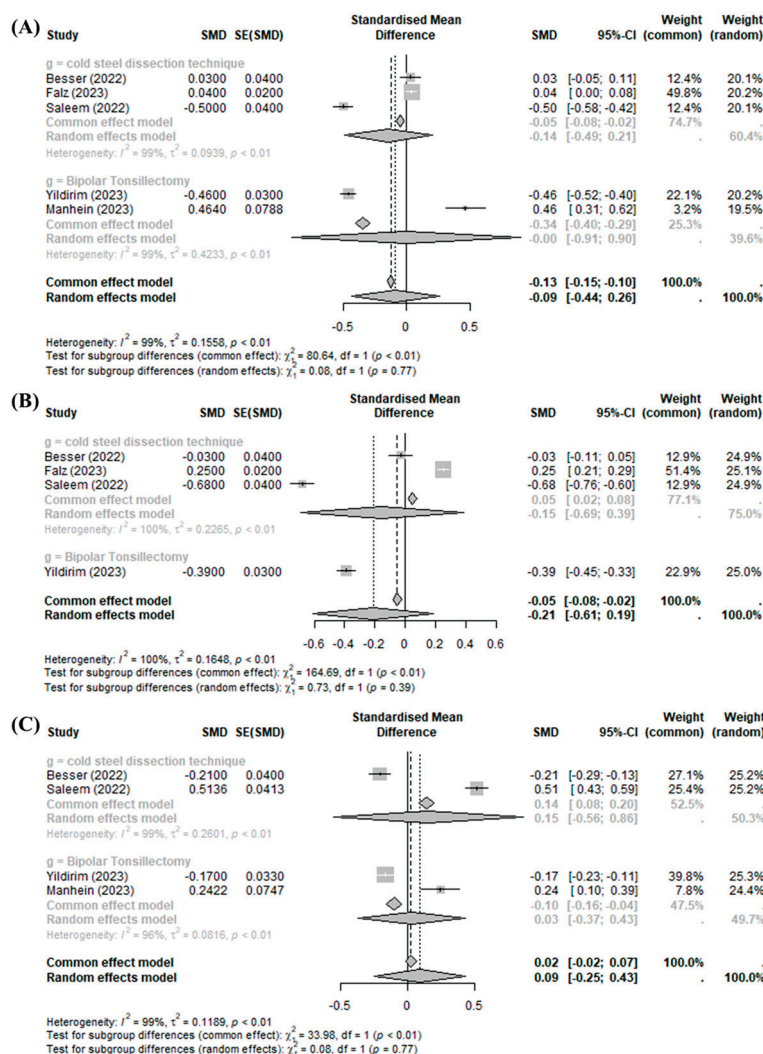 (A)
Standardised Mean Weight Weight
Study SMD SE(SMD) Difference SMD 95%-CI (common) (random)
g = cold steel dissection technique
Besser (2022) 0.0300 0.0400 0.03 [-0.05; 0.11] 12.4% 20.1%
Falz (2023) 0.0400 0.0200 0.04 [ 0.00; 0.08] 49.8% 20.2%
Saleem (2022) -0.5000 0.0400 -0.50 [-0.58; -0.42] 12.4% 20.1%
Common effect model -0.05 [-0.08; -0.02] 74.7% .
Random effects model -0.14 [-0.49; 0.21] . 60.4%
Heterogeneity: I² = 99%, τ² = 0.0939, p < 0.01
g = Bipolar Tonsillectomy
Yildirim (2023) -0.4600 0.0300 -0.46 [-0.52; -0.40] 22.1% 20.2%
Manhein (2023) 0.4640 0.0788 0.46 [ 0.31; 0.62] 3.2% 19.5%
Common effect model -0.34 [-0.40; -0.29] 25.3% .
Random effects model -0.00 [-0.91; 0.90] . 39.6%
Heterogeneity: I² = 99%, τ² = 0.4233, p < 0.01
Common effect model -0.13 [-0.15; -0.10] 100.0% .
Random effects model -0.09 [-0.44; 0.26] . 100.0%
-0.5 0 0.5
Heterogeneity: I² = 99%, τ² = 0.1558, p < 0.01
Test for subgroup differences (common effect): χ²₁ = 80.64, df = 1 (p < 0.01)
Test for subgroup differences (random effects): χ²₁ = 0.08, df = 1 (p = 0.77)
(B)
Standardised Mean Weight Weight
Study SMD SE(SMD) Difference SMD 95%-CI (common) (random)
g = cold steel dissection technique
Besser (2022) -0.0300 0.0400 -0.03 [-0.11; 0.05] 12.9% 24.9%
Falz (2023) 0.2500 0.0200 0.25 [0.21; 0.29] 51.4% 25.1%
Saleem (2022) -0.6800 0.0400 -0.68 [-0.76; -0.60] 12.9% 24.9%
Common effect model 0.05 [ 0.02; 0.08] 77.1% .
Random effects model -0.15 [-0.69; 0.39] . 75.0%
Heterogeneity: I² = 100%, τ² = 0.2265, p < 0.01
g = Bipolar Tonsillectomy
Yildirim (2023) -0.3900 0.0300 -0.39 [-0.45; -0.33] 22.9% 25.0%
Common effect model -0.05 [-0.08; -0.02] 100.0% .
Random effects model -0.21 [-0.61; 0.19] . 100.0%
-0.6 -0.4 -0.2 0 0.2 0.4 0.6
Heterogeneity: I² = 100%, τ² = 0.1648, p < 0.01
Test for subgroup differences (common effect): χ²₁ = 164.69, df = 1 (p < 0.01)
Test for subgroup differences (random effects): χ²₁ = 0.73, df = 1 (p = 0.39)
(C)
Standardised Mean Weight Weight
Study SMD SE(SMD) Difference SMD 95%-CI (common) (random)
g = cold steel dissection technique
Besser (2022) -0.2100 0.0400 -0.21 [-0.29; -0.13] 27.1% 25.2%
Saleem (2022) 0.5136 0.0413 0.51 [0.43; 0.59] 25.4% 25.2%
Common effect model 0.14 [ 0.08; 0.20] 52.5% .
Random effects model 0.15 [-0.56; 0.86] . 50.3%
Heterogeneity: I² = 99%, τ² = 0.2601, p < 0.01
g = Bipolar Tonsillectomy
Yildirim (2023) -0.1700 0.0330 -0.17 [-0.23; -0.11] 39.8% 25.3%
Manhein (2023) 0.2422 0.0747 0.24 [ 0.10; 0.39] 7.8% 24.4%
Common effect model -0.10 [-0.16; -0.04] 47.5% .
Random effects model 0.03 [-0.37; 0.43] . 49.7%
Heterogeneity: I² = 96%, τ² = 0.0816, p < 0.01
Common effect model 0.02 [-0.02; 0.07] 100.0% .
Random effects model 0.09 [-0.25; 0.43] . 100.0%
-0.5 0 0.5
Heterogeneity: I² = 99%, τ² = 0.1189, p < 0.01
Test for subgroup differences (common effect): χ²₁ = 33.98, df = 1 (p < 0.01)
Test for subgroup differences (random effects): χ²₁ = 0.08, df = 1 (p = 0.77)